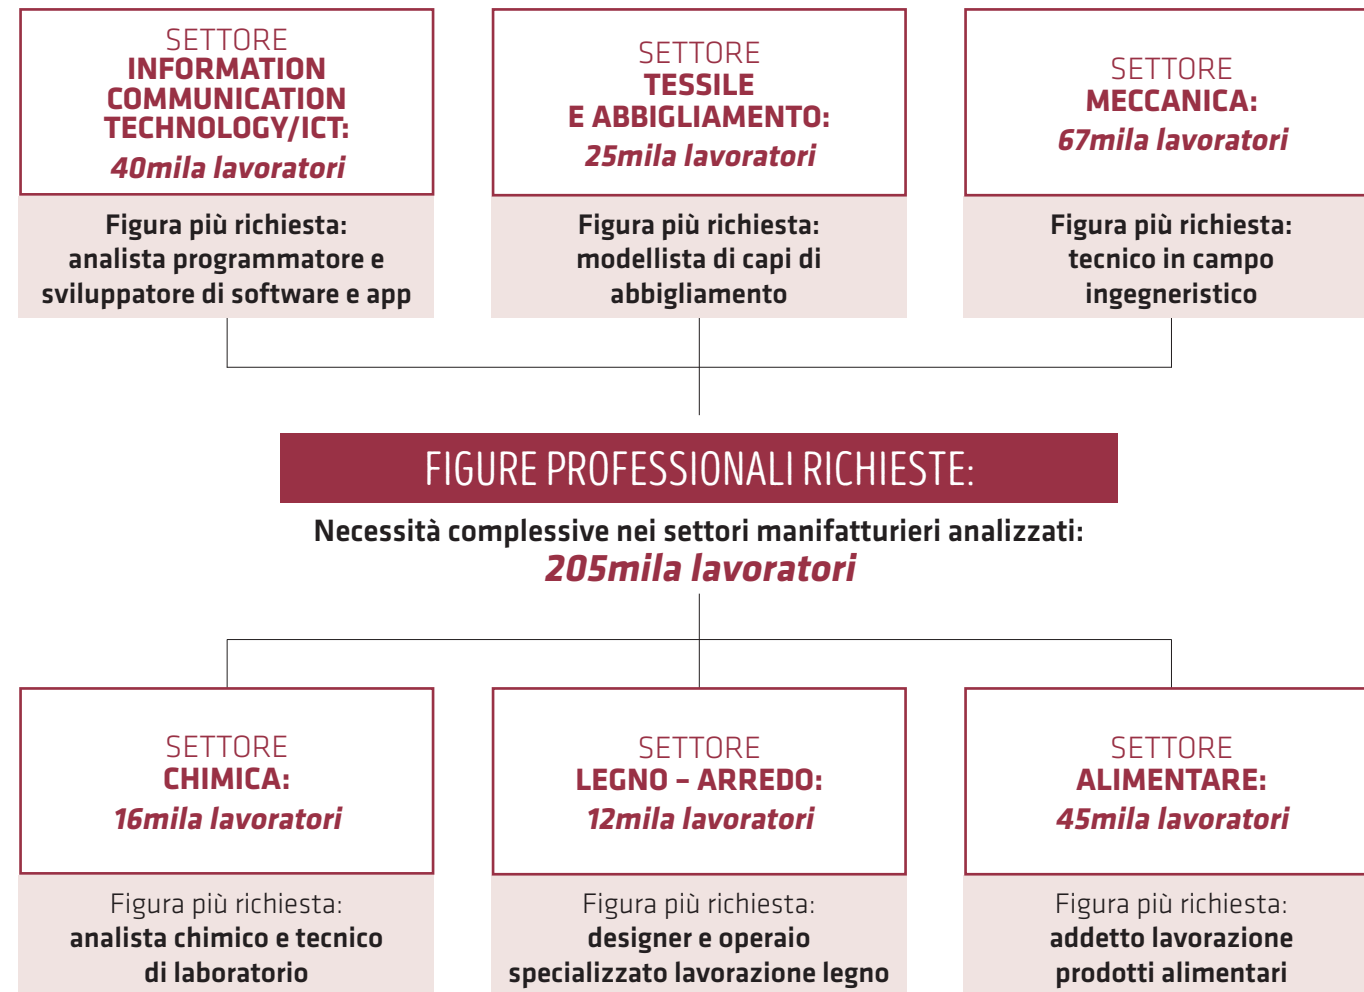 SETTORE
INFORMATION
COMMUNICATION
TECHNOLOGY/ICT:
40mila lavoratori
Figura più richiesta:
analista programmatore e
sviluppatore di software e app
SETTORE
TESSILE
E ABBIGLIAMENTO:
25mila lavoratori
Figura più richiesta:
modellista di capi di
abbigliamento
SETTORE
MECCANICA:
67mila lavoratori
Figura più richiesta:
tecnico in campo
ingegneristico
FIGURE PROFESSIONALI RICHIESTE:
Necessità complessive nei settori manifatturieri analizzati:
205mila lavoratori
SETTORE
CHIMICA:
16mila lavoratori
Figura più richiesta:
analista chimico e tecnico
di laboratorio
SETTORE
LEGNO – ARREDO:
12mila lavoratori
Figura più richiesta:
designer e operaio
specializzato lavorazione legno
SETTORE
ALIMENTARE:
45mila lavoratori
Figura più richiesta:
addetto lavorazione
prodotti alimentari